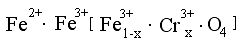 Fe²⁺· Fe³⁺[ Fe³⁺₁₋ₓ · Cr³⁺ₓ · O₄ ]